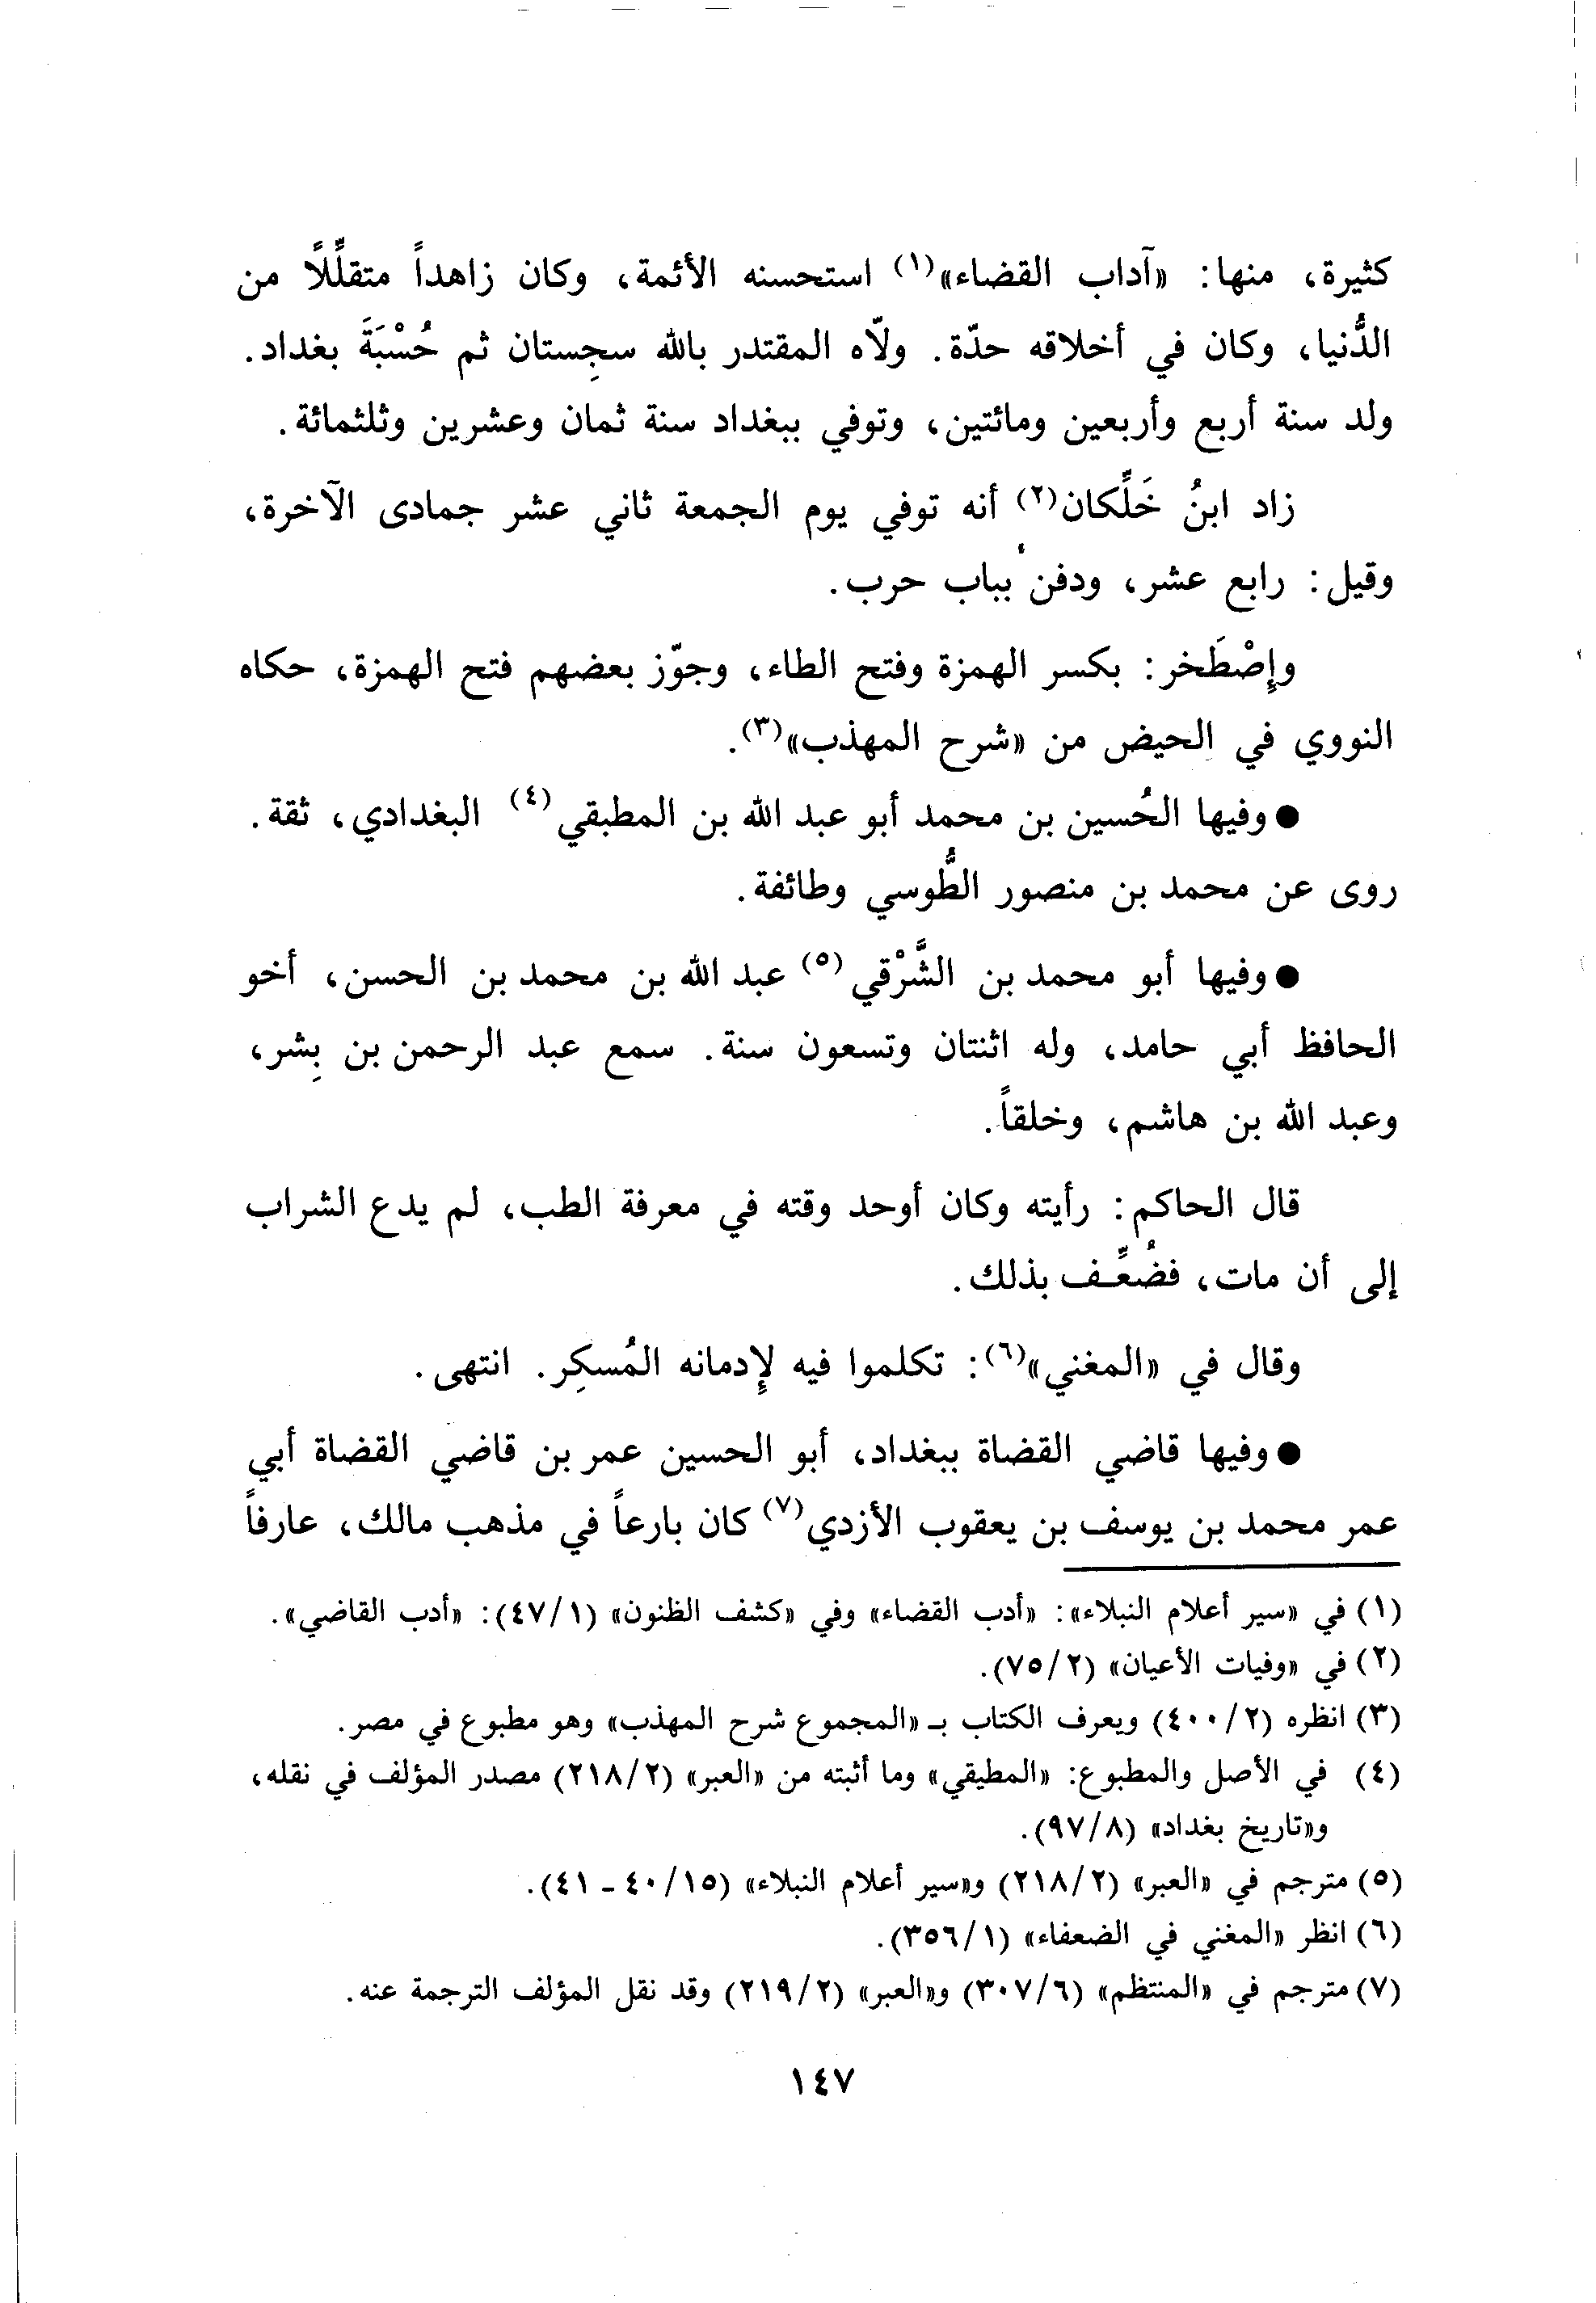 كثيرة، منها: «آداب القضاء»(١) استحسنه الأئمة، وكان زاهداً متقلِّلًا من
الدُّنيا، وكان في أخلاقه حدّة. ولّاه المقتدر بالله سجِستان ثم حُسْبَةَ بغداد.
ولد سنة أربع وأربعين ومائتين، وتوفي ببغداد سنة ثمان وعشرين وثلثمائة.
زاد ابنُ خَلِّكان(٢) أنه توفي يوم الجمعة ثاني عشر جمادى الآخرة،
وقيل: رابع عشر، ودفن بباب حرب.
وإِصْطَخر: بكسر الهمزة وفتح الطاء، وجوّز بعضهم فتح الهمزة، حكاه
النووي في الحيض من «شرح المهذب»(٣).
● وفيها الحُسين بن محمد أبو عبد الله بن المطبقي(٤) البغدادي، ثقة.
روى عن محمد بن منصور الطُّوسي وطائفة.
● وفيها أبو محمد بن الشَّرْقي(٥) عبد الله بن محمد بن الحسن، أخو
الحافظ أبي حامد، وله اثنتان وتسعون سنة. سمع عبد الرحمن بن بِشر،
وعبد الله بن هاشم، وخلقاً.
قال الحاكم: رأيته وكان أوحد وقته في معرفة الطب، لم يدع الشراب
إلى أن مات، فضُعِّف بذلك.
وقال في «المغني»(٦): تكلموا فيه لإِدمانه المُسكِر. انتهى.
● وفيها قاضي القضاة ببغداد، أبو الحسين عمر بن قاضي القضاة أبي
عمر محمد بن يوسف بن يعقوب الأزدي(٧) كان بارعاً في مذهب مالك، عارفاً
(١) في «سير أعلام النبلاء»: «أدب القضاء» وفي «كشف الظنون» (٤٧/١): «أدب القاضي».
(٢) في «وفيات الأعيان» (٧٥/٢).
(٣) انظره (٤٠٠/٢) ويعرف الكتاب بـ «المجموع شرح المهذب» وهو مطبوع في مصر.
(٤) في الأصل والمطبوع: «المطيقي» وما أثبته من «العبر» (٢١٨/٢) مصدر المؤلف في نقله،
و«تاريخ بغداد» (٩٧/٨).
(٥) مترجم في «العبر» (٢١٨/٢) و«سير أعلام النبلاء» (٤٠/١٥ - ٤١).
(٦) انظر «المغني في الضعفاء» (٣٥٦/١).
(٧) مترجم في «المنتظم» (٣٠٧/٦) و«العبر» (٢١٩/٢) وقد نقل المؤلف الترجمة عنه.
١٤٧